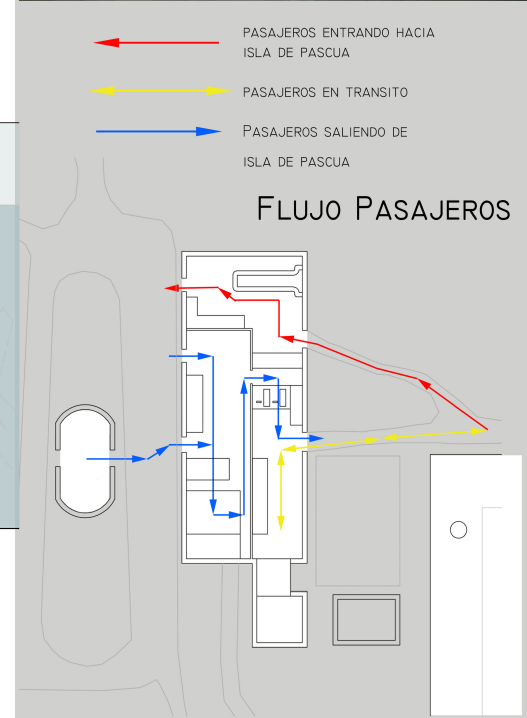 PASAJEROS ENTRANDO HACIA
ISLA DE PASCUA
PASAJEROS EN TRANSITO
PASAJEROS SALIENDO DE
ISLA DE PASCUA
FLUJO PASAJEROS